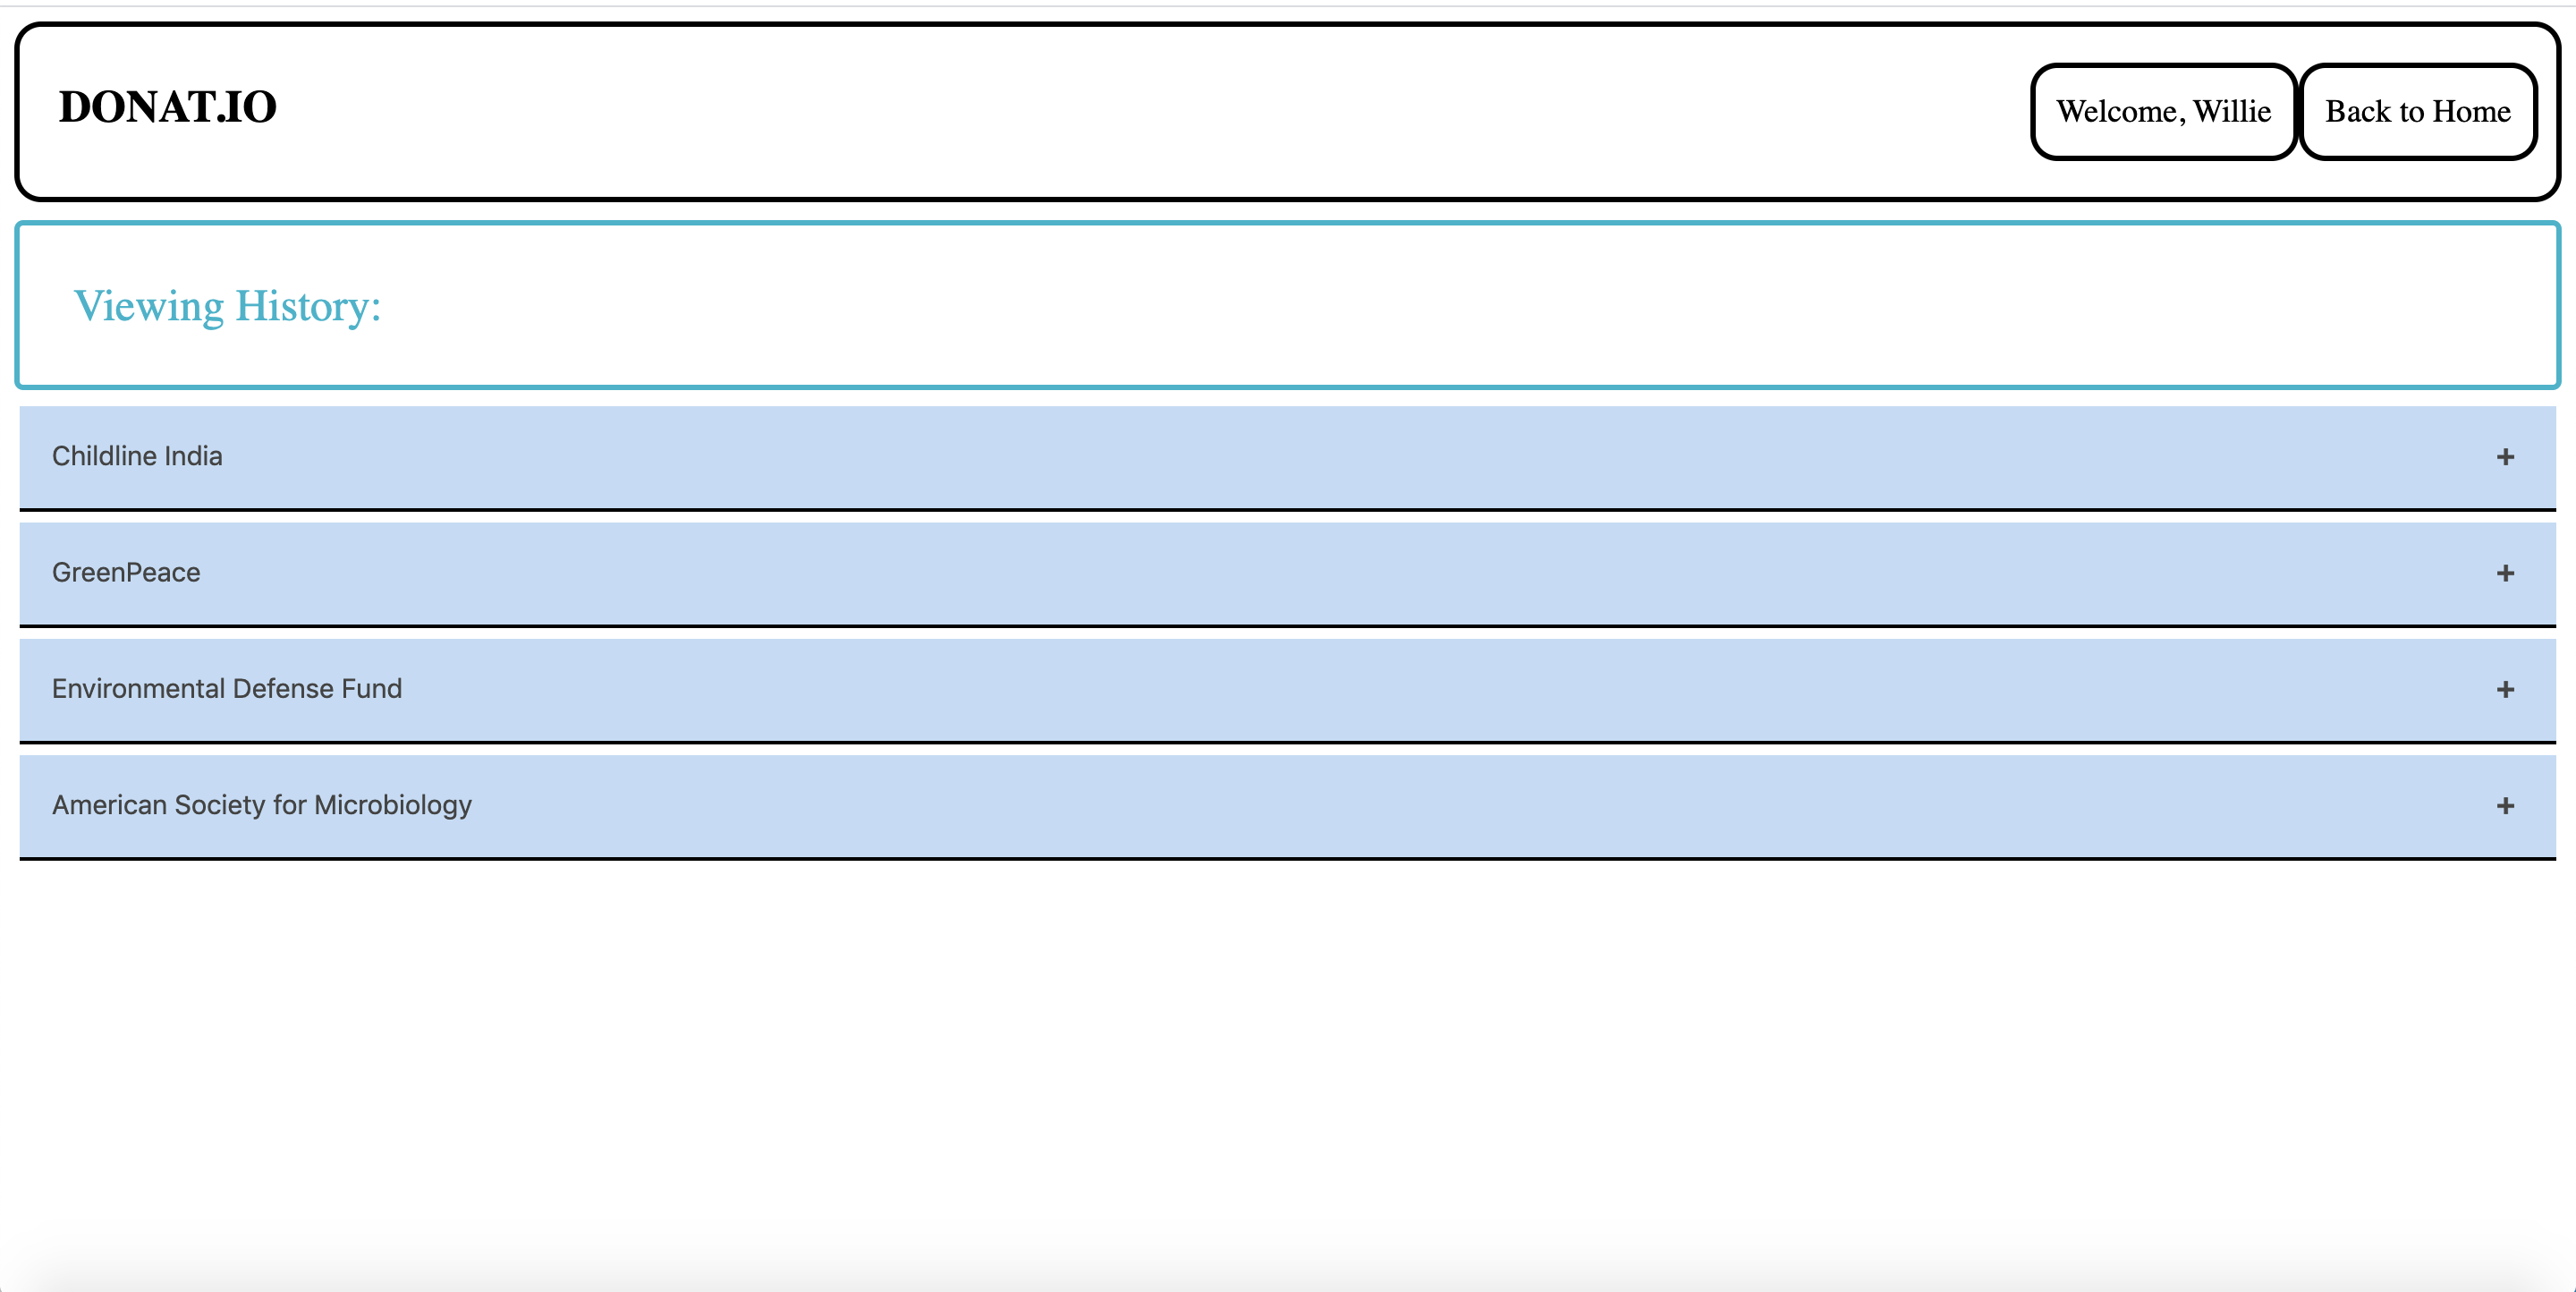 DONAT.IO
Welcome, Willie
Back to Home
Viewing History:
Childline India +
GreenPeace +
Environmental Defense Fund +
American Society for Microbiology +